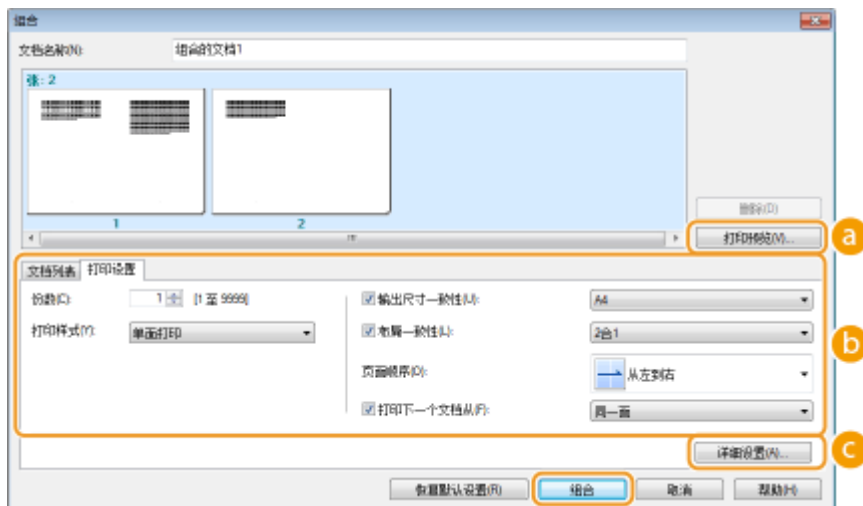 组合
文档名称(N): 组合的文档1
张: 2
1 2
删除(D)
打印预览(V)... a
文档列表 打印设置
份数(C): 1 [1 至 9999] 输出尺寸一致性(U): A4
打印样式(Y): 单面打印 布局一致性(L): 2合1 b
页面顺序(O): 从左到右
打印下一个文档从(F): 同一面
详细设置(A)... c
恢复默认设置(R) 组合 取消 帮助(H)